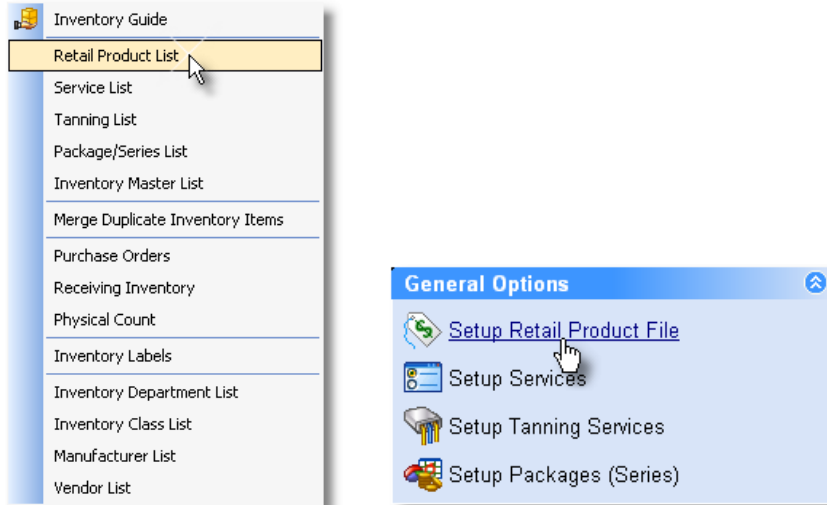 Inventory Guide
Retail Product List
Service List
Tanning List
Package/Series List
Inventory Master List
Merge Duplicate Inventory Items
Purchase Orders
Receiving Inventory
Physical Count
Inventory Labels
Inventory Department List
Inventory Class List
Manufacturer List
Vendor List
General Options
Setup Retail Product File
Setup Services
Setup Tanning Services
Setup Packages (Series)